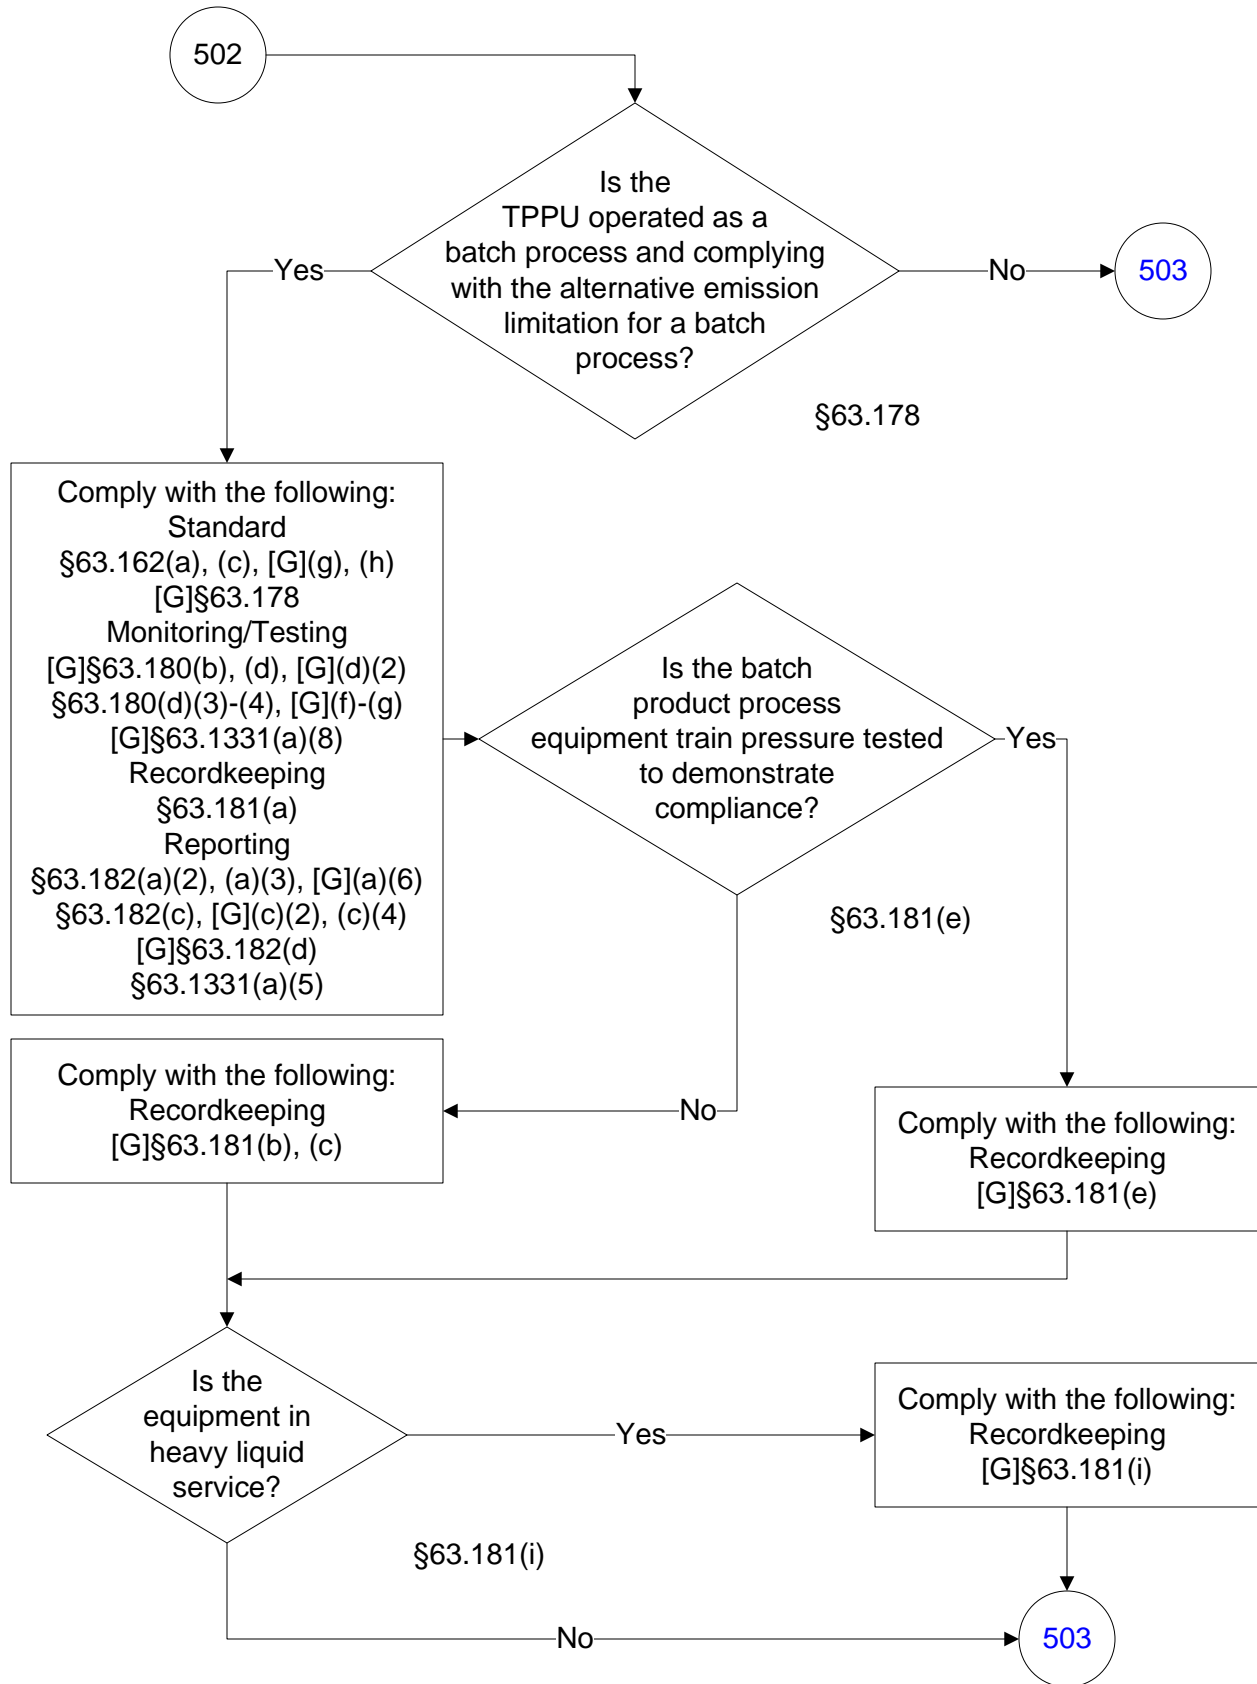 502
Is the
TPPU operated as a
batch process and complying
with the alternative emission
limitation for a batch
process?
Yes
No
503
§63.178
Comply with the following:
Standard
§63.162(a), (c), [G](g), (h)
[G]§63.178
Monitoring/Testing
[G]§63.180(b), (d), [G](d)(2)
§63.180(d)(3)-(4), [G](f)-(g)
[G]§63.1331(a)(8)
Recordkeeping
§63.181(a)
Reporting
§63.182(a)(2), (a)(3), [G](a)(6)
§63.182(c), [G](c)(2), (c)(4)
[G]§63.182(d)
§63.1331(a)(5)
Is the batch
product process
equipment train pressure tested
to demonstrate
compliance?
Yes
§63.181(e)
No
Comply with the following:
Recordkeeping
[G]§63.181(b), (c)
Comply with the following:
Recordkeeping
[G]§63.181(e)
Is the
equipment in
heavy liquid
service?
Yes
Comply with the following:
Recordkeeping
[G]§63.181(i)
§63.181(i)
No
503